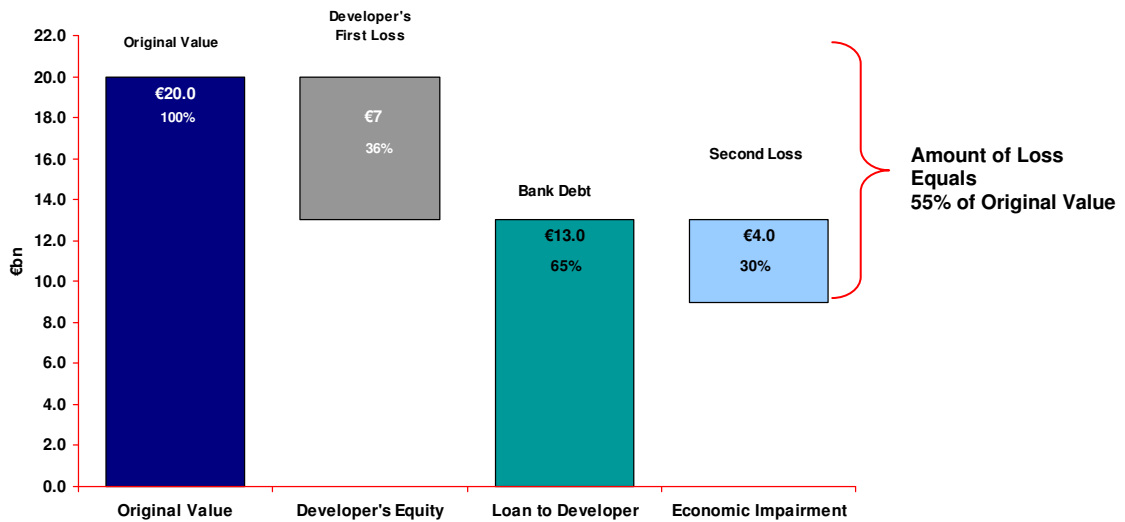 Developer's
First Loss
Original Value
22.0
20.0
18.0
16.0
14.0
12.0
10.0
8.0
6.0
4.0
2.0
0.0
€bn
€20.0
100%
€7
36%
Bank Debt
€13.0
65%
Second Loss
€4.0
30%
Amount of Loss
Equals
55% of Original Value
Original Value
Developer's Equity
Loan to Developer
Economic Impairment